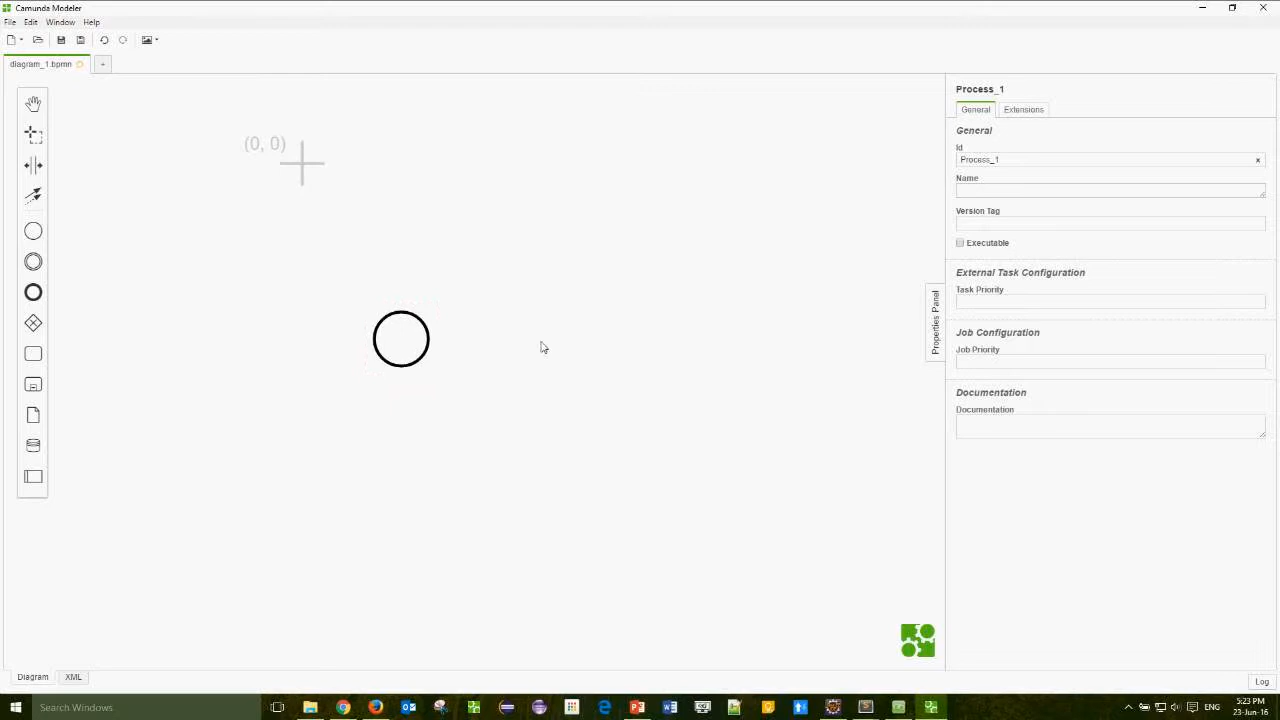 Camunda Modeler
File Edit Window Help
diagram_1.bpmn +
(0, 0)
Process_1
General Extensions
General
Id
Process_1 x
Name
Version Tag
Executable
External Task Configuration
Task Priority
Job Configuration
Job Priority
Documentation
Documentation
Properties Panel
Diagram XML
Log
Search Windows
ENG
5:23 PM
23-Jun-16